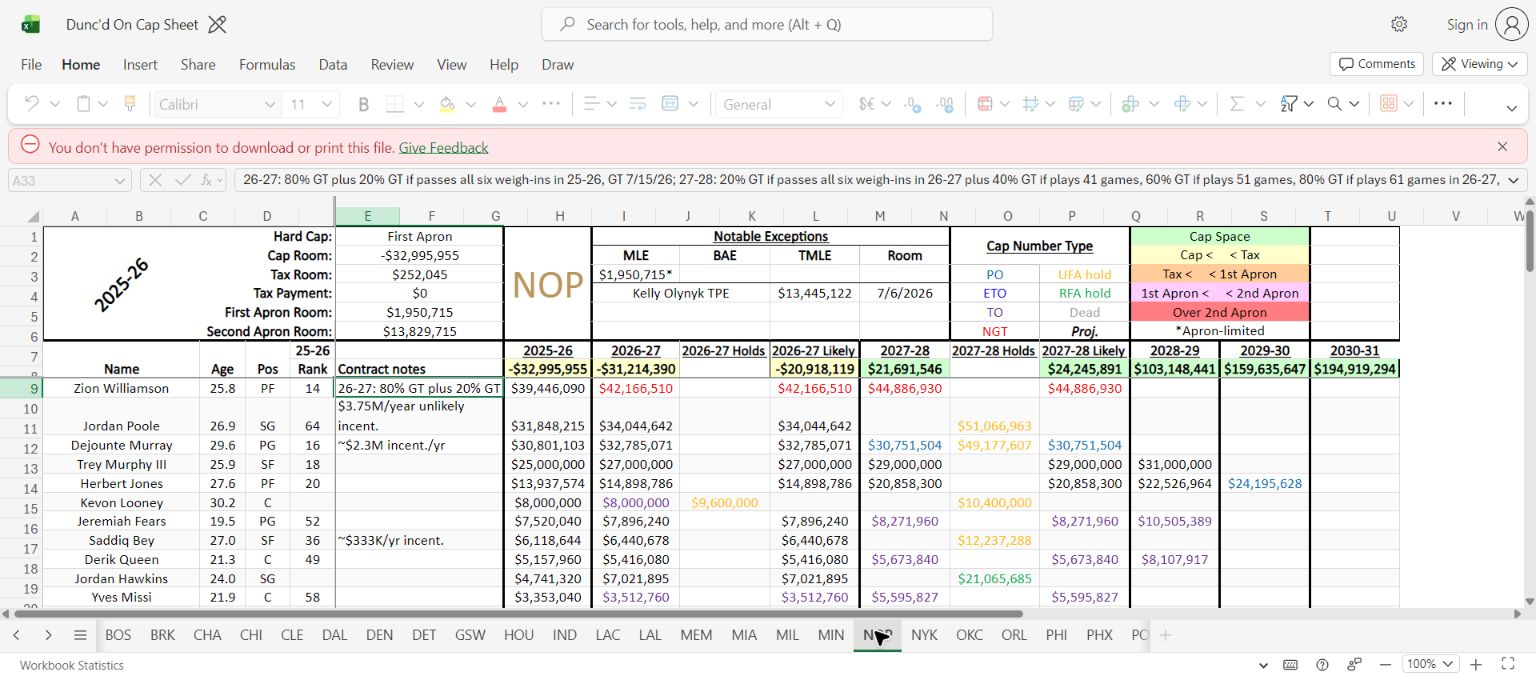 Dunc'd On Cap Sheet
Search for tools, help, and more (Alt + Q)
Sign in
File Home Insert Share Formulas Data Review View Help Draw
Comments Viewing
Calibri 11 B A General $€ .0 .00
You don't have permission to download or print this file. Give Feedback
A33 fx 26-27: 80% GT plus 20% GT if passes all six weigh-ins in 25-26, GT 7/15/26; 27-28: 20% GT if passes all six weigh-ins in 26-27 plus 40% GT if plays 41 games, 60% GT if plays 51 games, 80% GT if plays 61 games in 26-27,
A B C D E F G H I J K L M N O P Q R S T U V W
1 Hard Cap: First Apron Notable Exceptions Cap Space
2025-26
NOP
Cap Number Type
2 Cap Room: -$32,995,955 MLE BAE TMLE Room Cap < < Tax
3 Tax Room: $252,045 $1,950,715* PO UFA hold Tax < < 1st Apron
4 Tax Payment: $0 Kelly Olynyk TPE $13,445,122 7/6/2026 ETO RFA hold 1st Apron < < 2nd Apron
5 First Apron Room: $1,950,715 TO Dead Over 2nd Apron
6 Second Apron Room: $13,829,715 NGT Proj. *Apron-limited
7 25-26 2025-26 2026-27 2026-27 Holds 2026-27 Likely 2027-28 2027-28 Holds 2027-28 Likely 2028-29 2029-30 2030-31
8 Name Age Pos Rank Contract notes -$32,995,955 -$31,214,390 -$20,918,119 $21,691,546 $24,245,891 $103,148,441 $159,635,647 $194,919,294
9 Zion Williamson 25.8 PF 14 26-27: 80% GT plus 20% GT $39,446,090 $42,166,510 $42,166,510 $44,886,930 $44,886,930
10 $3.75M/year unlikely
11 Jordan Poole 26.9 SG 64 incent. $31,848,215 $34,044,642 $34,044,642 $51,066,963
12 Dejounte Murray 29.6 PG 16 ~$2.3M incent./yr $30,801,103 $32,785,071 $32,785,071 $30,751,504 $49,177,607 $30,751,504
13 Trey Murphy III 25.9 SF 18 $25,000,000 $27,000,000 $27,000,000 $29,000,000 $29,000,000 $31,000,000
14 Herbert Jones 27.6 PF 20 $13,937,574 $14,898,786 $14,898,786 $20,858,300 $20,858,300 $22,526,964 $24,195,628
15 Kevon Looney 30.2 C $8,000,000 $8,000,000 $9,600,000 $10,400,000
16 Jeremiah Fears 19.5 PG 52 $7,520,040 $7,896,240 $7,896,240 $8,271,960 $8,271,960 $10,505,389
17 Saddiq Bey 27.0 SF 36 ~$333K/yr incent. $6,118,644 $6,440,678 $6,440,678 $12,237,288
18 Derik Queen 21.3 C 49 $5,157,960 $5,416,080 $5,416,080 $5,673,840 $5,673,840 $8,107,917
19 Jordan Hawkins 24.0 SG $4,741,320 $7,021,895 $7,021,895 $21,065,685
Yves Missi 21.9 C 58 $3,353,040 $3,512,760 $3,512,760 $5,595,827 $5,595,827
BOS BRK CHA CHI CLE DAL DEN DET GSW HOU IND LAC LAL MEM MIA MIL MIN NOP NYK OKC ORL PHI PHX PO
Workbook Statistics 100%